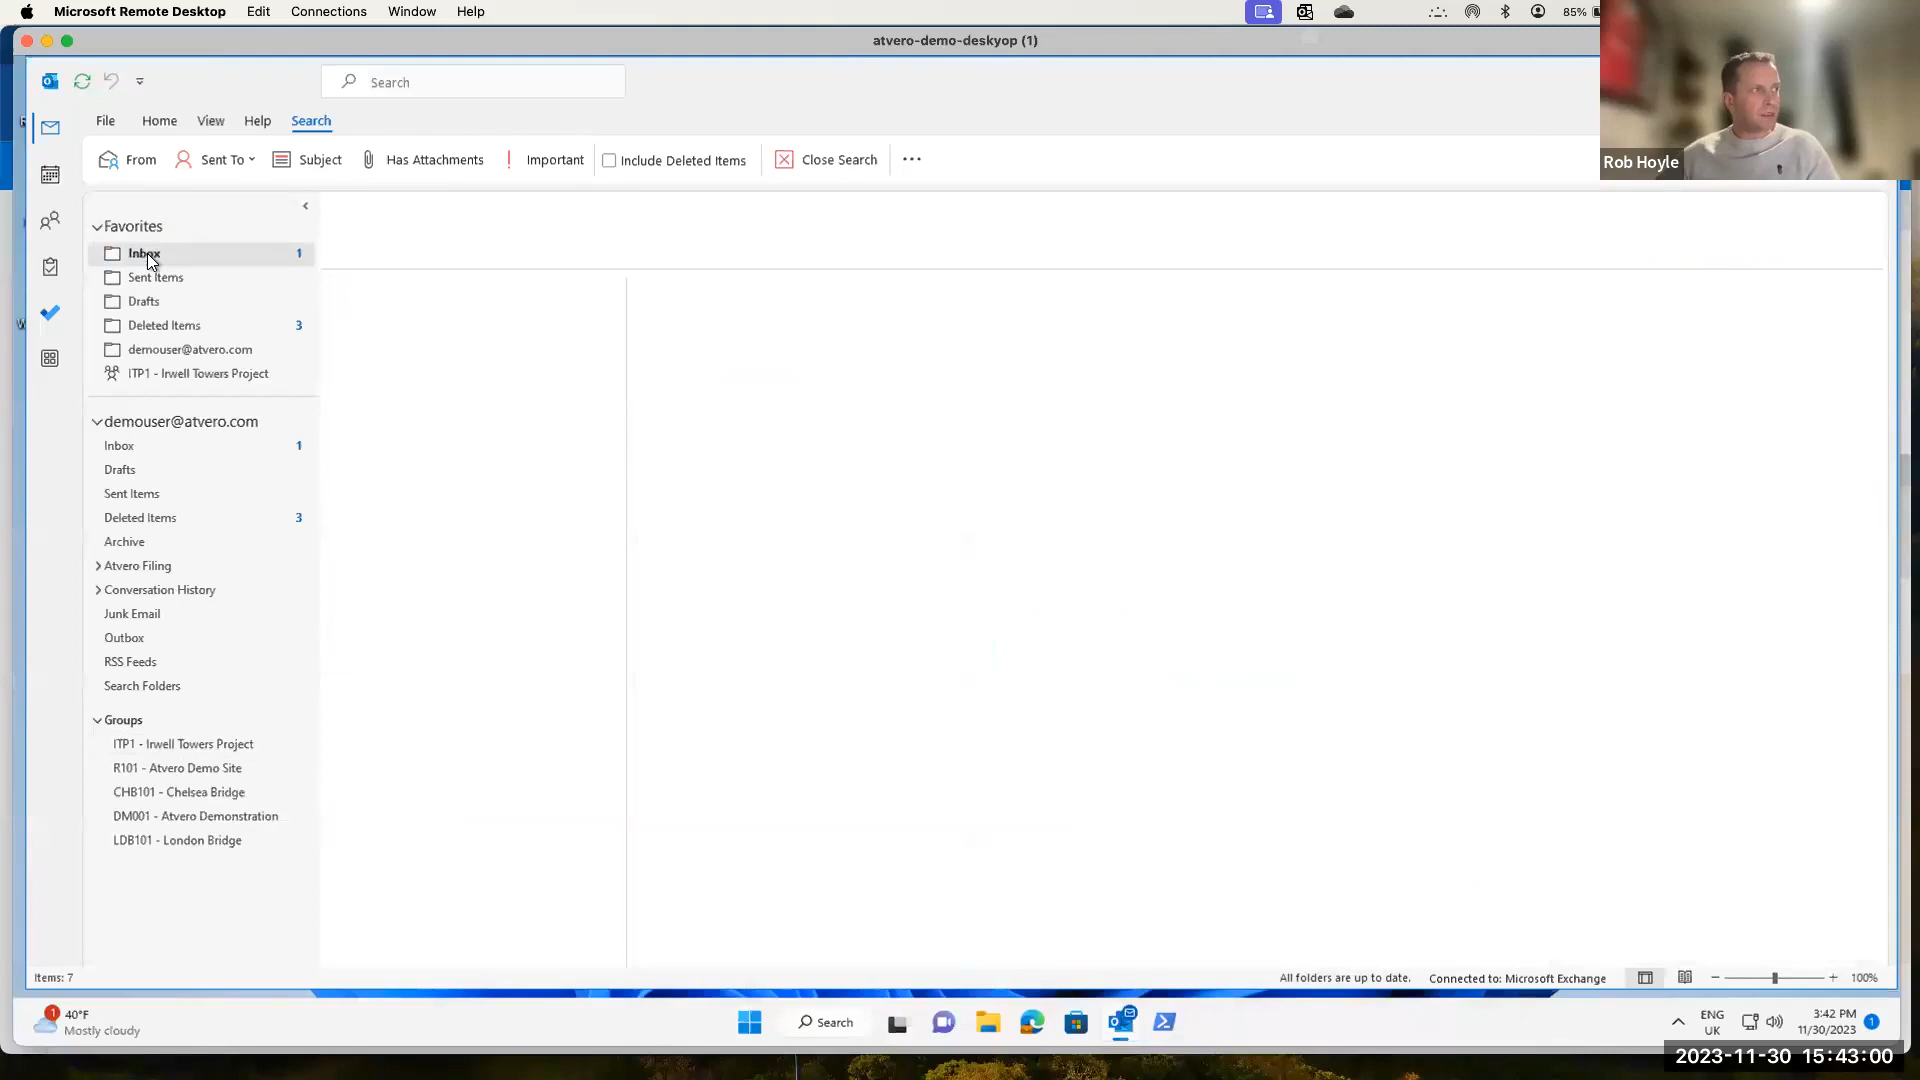 Microsoft Remote Desktop Edit Connections Window Help 85%
atvero-demo-deskyop (1)
Search
File Home View Help Search
From Sent To Subject Has Attachments Important Include Deleted Items Close Search
Rob Hoyle
Favorites
Inbox 1
Sent Items
Drafts
Deleted Items 3
demouser@atvero.com
ITP1 - Irwell Towers Project
demouser@atvero.com
Inbox 1
Drafts
Sent Items
Deleted Items 3
Archive
Atvero Filing
Conversation History
Junk Email
Outbox
RSS Feeds
Search Folders
Groups
ITP1 - Irwell Towers Project
R101 - Atvero Demo Site
CHB101 - Chelsea Bridge
DM001 - Atvero Demonstration
LDB101 - London Bridge
Items: 7 All folders are up to date. Connected to: Microsoft Exchange 100%
1 40°F
Mostly cloudy
Search
ENG
UK
3:42 PM
11/30/2023 1
2023-11-30 15:43:00